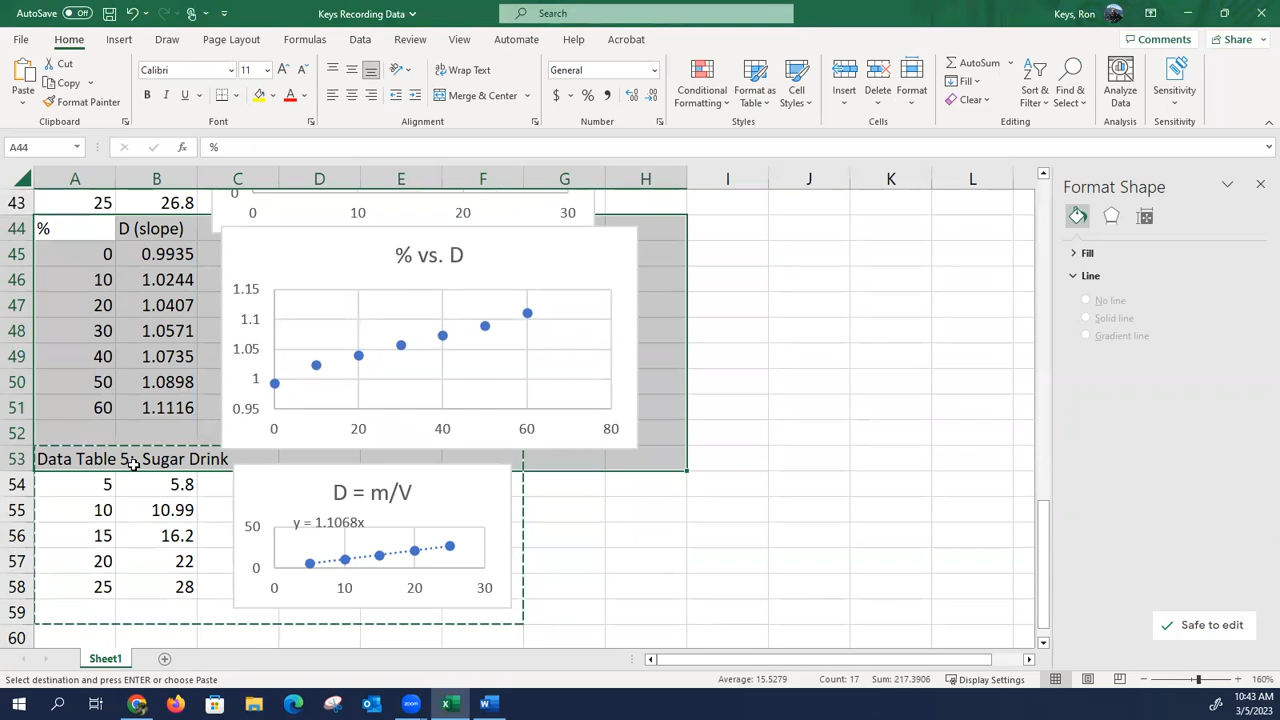 AutoSave Off Keys Recording Data Search Keys, Ron
File Home Insert Draw Page Layout Formulas Data Review View Automate Help Acrobat Comments Share
Paste Cut Copy Format Painter Clipboard
Calibri 11 A A B I U A Font
Wrap Text Merge & Center Alignment
General $ % Number
Conditional Formatting Format as Table Cell Styles Styles
Insert Delete Format Cells
AutoSum Fill Clear Sort & Filter Find & Select Editing
Analyze Data Analysis
Sensitivity Sensitivity
A44 fx %
A B C D E F G H I J K L
43 25 26.8
0
0 10 20 30
44 % D (slope)
45 0 0.9935
46 10 1.0244
47 20 1.0407
48 30 1.0571
49 40 1.0735
50 50 1.0898
51 60 1.1116
52
% vs. D
1.15
1.1
1.05
1
0.95
0 20 40 60 80
53 Data Table 5: Sugar Drink
54 5 5.8
55 10 10.99
56 15 16.2
57 20 22
58 25 28
59
60
D = m/V
y = 1.1068x
50
0
0 10 20 30
Format Shape
Fill
Line
No line
Solid line
Gradient line
Safe to edit
Sheet1
Select destination and press ENTER or choose Paste Average: 15.5279 Count: 17 Sum: 217.3906 Display Settings 160%
zoom
10:43 AM
3/5/2023